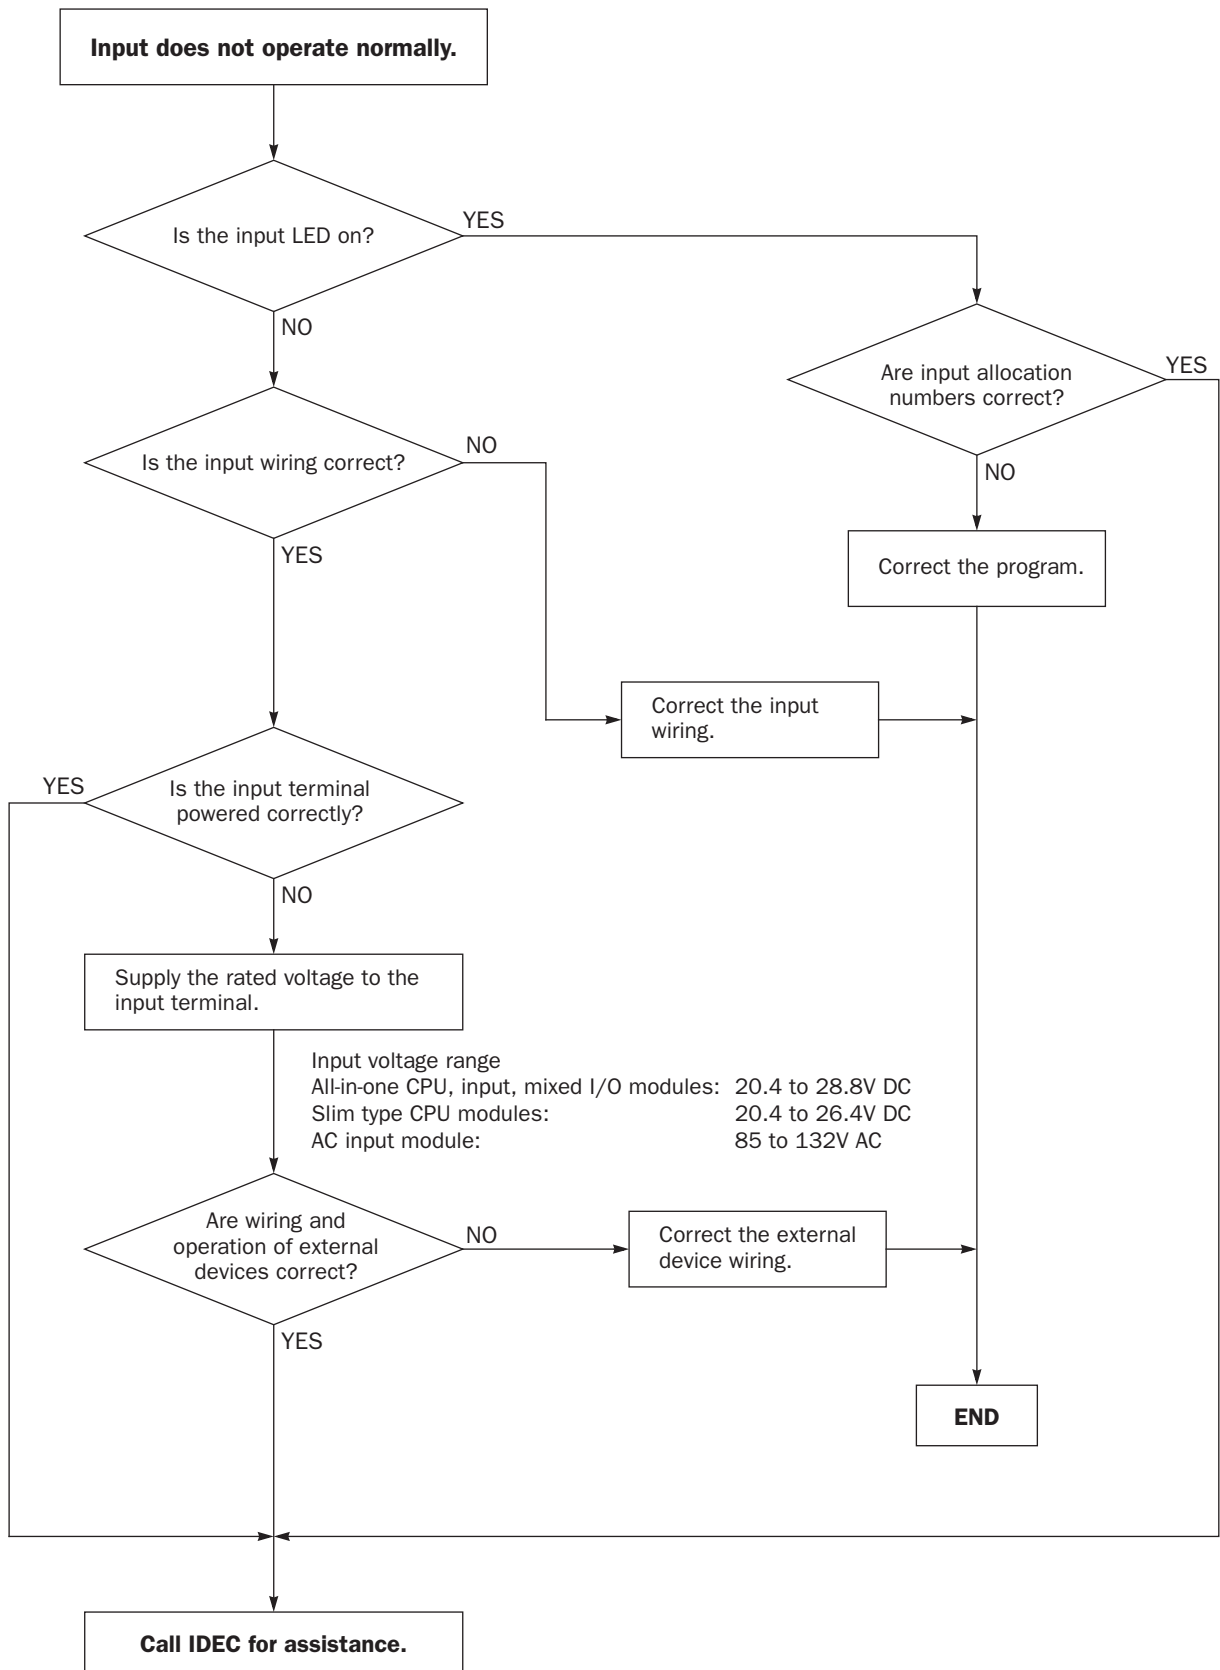 Input does not operate normally.
Is the input LED on?
YES
NO
Are input allocation
numbers correct?
YES
NO
Is the input wiring correct?
NO
YES
Correct the program.
Correct the input
wiring.
Is the input terminal
powered correctly?
YES
NO
Supply the rated voltage to the
input terminal.
Input voltage range
All-in-one CPU, input, mixed I/O modules: 20.4 to 28.8V DC
Slim type CPU modules: 20.4 to 26.4V DC
AC input module: 85 to 132V AC
Are wiring and
operation of external
devices correct?
NO
YES
Correct the external
device wiring.
END
Call IDEC for assistance.